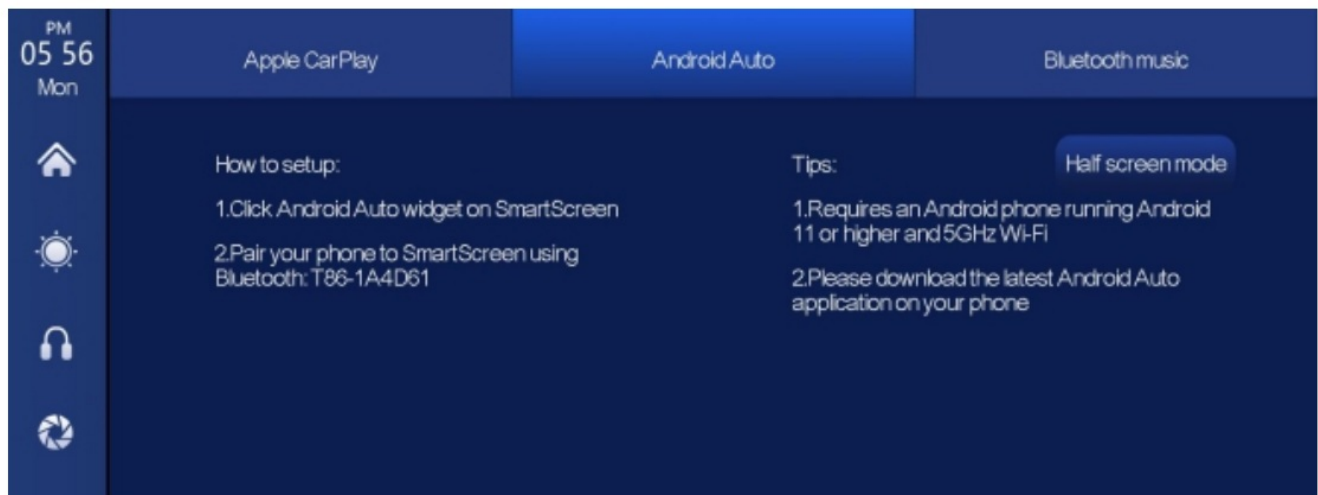 PM
05 56
Mon
Apple CarPlay
Android Auto
Bluetooth music
How to setup:
1.Click Android Auto widget on SmartScreen
2.Pair your phone to SmartScreen using
Bluetooth: T86-1A4D61
Tips:
Half screen mode
1.Requires an Android phone running Android
11 or higher and 5GHz Wi-Fi
2.Please download the latest Android Auto
application on your phone